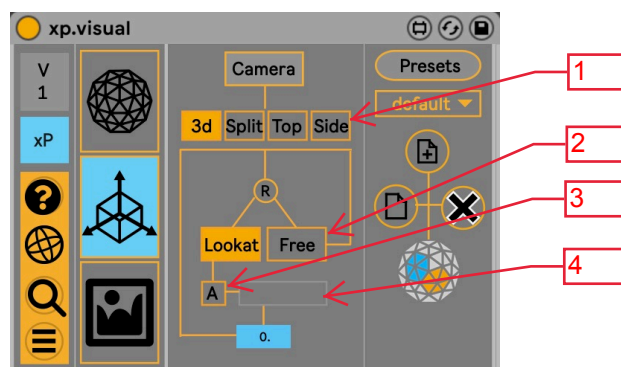 xp.visual
V
1
xP
Camera
3d Split Top Side
R
Lookat Free
A
0.
Presets
default
1
2
3
4